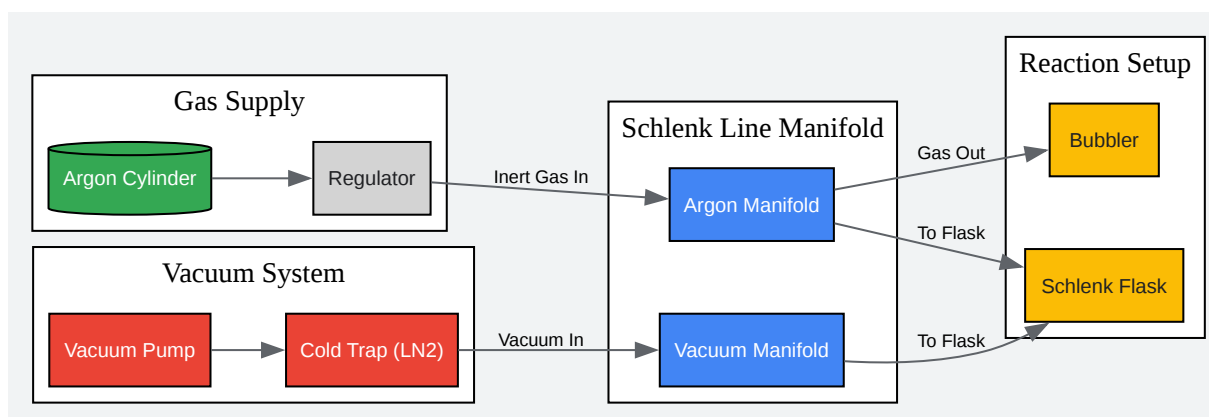 Gas Supply
Argon Cylinder
Regulator
Inert Gas In
Vacuum System
Vacuum Pump
Cold Trap (LN2)
Vacuum In
Schlenk Line Manifold
Argon Manifold
Vacuum Manifold
Gas Out
To Flask
To Flask
Reaction Setup
Bubbler
Schlenk Flask